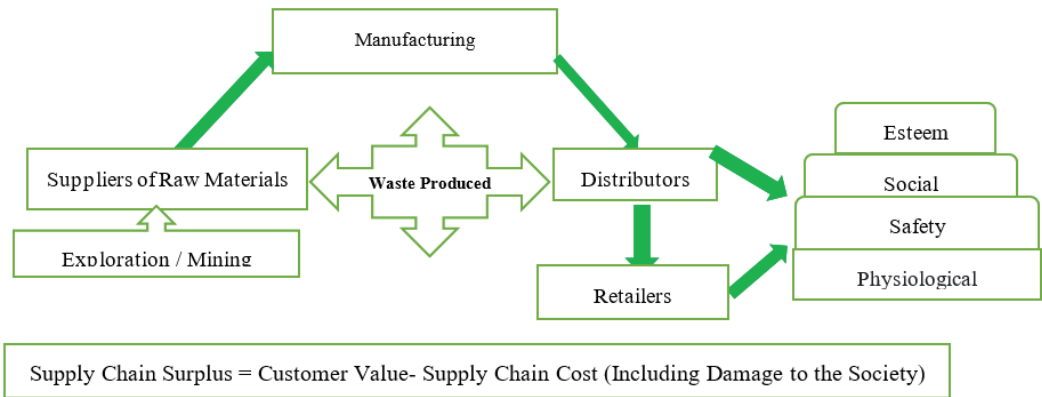 Manufacturing
Esteem
Suppliers of Raw Materials
Waste Produced
Distributors
Social
Safety
Exploration / Mining
Physiological
Retailers
Supply Chain Surplus = Customer Value- Supply Chain Cost (Including Damage to the Society)